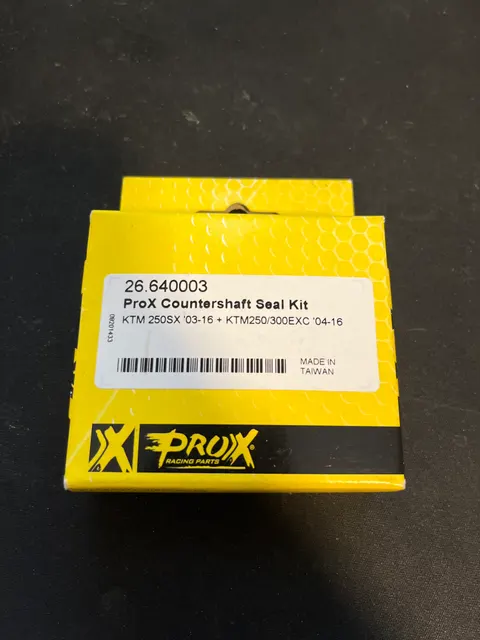 26.640003
ProX Countershaft Seal Kit
KTM 250SX '03-16 + KTM250/300EXC '04-16
09201433
MADE IN
TAIWAN
X PROX
RACING PARTS